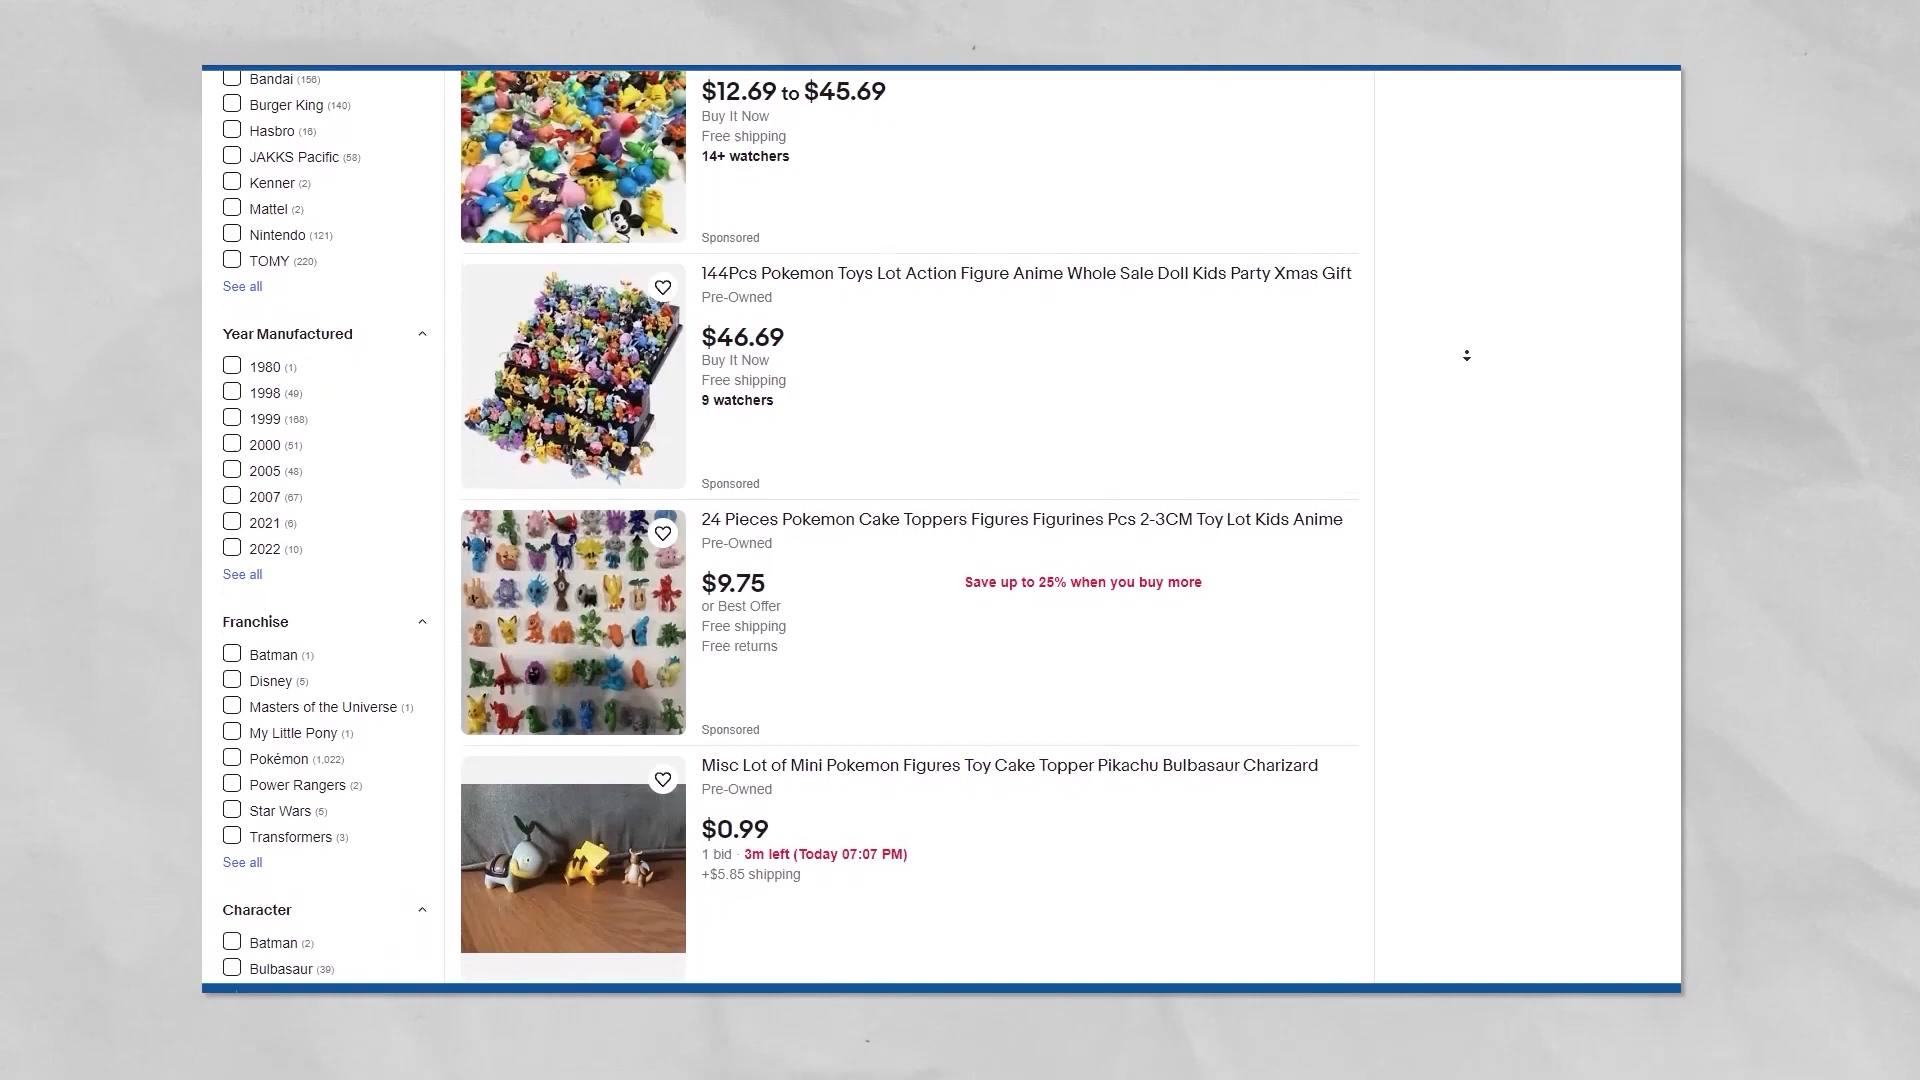 Bandai (156)
Burger King (140)
Hasbro (16)
JAKKS Pacific (58)
Kenner (2)
Mattel (2)
Nintendo (121)
TOMY (220)
See all
Year Manufactured
1980 (1)
1998 (49)
1999 (168)
2000 (51)
2005 (48)
2007 (67)
2021 (6)
2022 (10)
See all
Franchise
Batman (1)
Disney (5)
Masters of the Universe (1)
My Little Pony (1)
Pokémon (1,022)
Power Rangers (2)
Star Wars (5)
Transformers (3)
See all
Character
Batman (2)
Bulbasaur (39)
$12.69 to $45.69
Buy It Now
Free shipping
14+ watchers
Sponsored
144Pcs Pokemon Toys Lot Action Figure Anime Whole Sale Doll Kids Party Xmas Gift
Pre-Owned
$46.69
Buy It Now
Free shipping
9 watchers
Sponsored
24 Pieces Pokemon Cake Toppers Figures Figurines Pcs 2-3CM Toy Lot Kids Anime
Pre-Owned
$9.75
Save up to 25% when you buy more
or Best Offer
Free shipping
Free returns
Sponsored
Misc Lot of Mini Pokemon Figures Toy Cake Topper Pikachu Bulbasaur Charizard
Pre-Owned
$0.99
1 bid · 3m left (Today 07:07 PM)
+$5.85 shipping